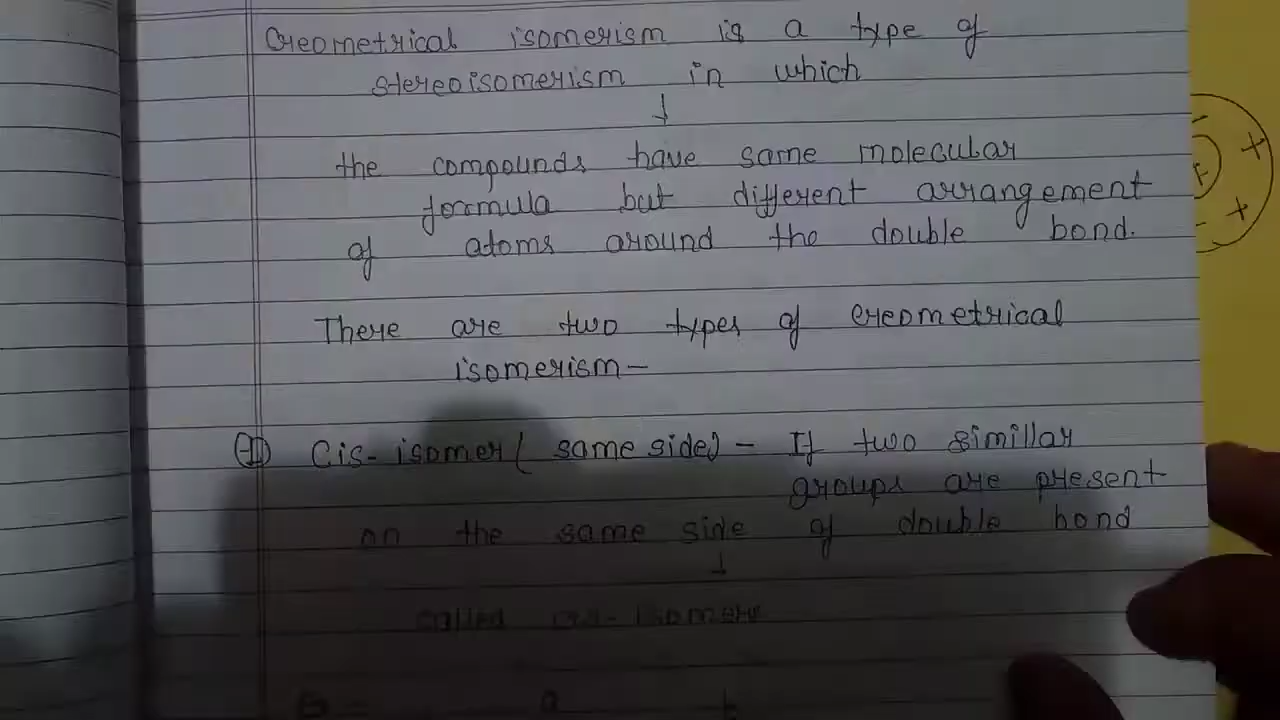 Geometrical isomerism is a type of
stereoisomerism in which
↓
the compounds have same molecular
formula but different arrangement
of atoms around the double bond.
There are two types of Geometrical
isomerism-
Cis-isomer( same side) - If two simillar
groups are present
on the same side of double bond
↓
called cis-isomers